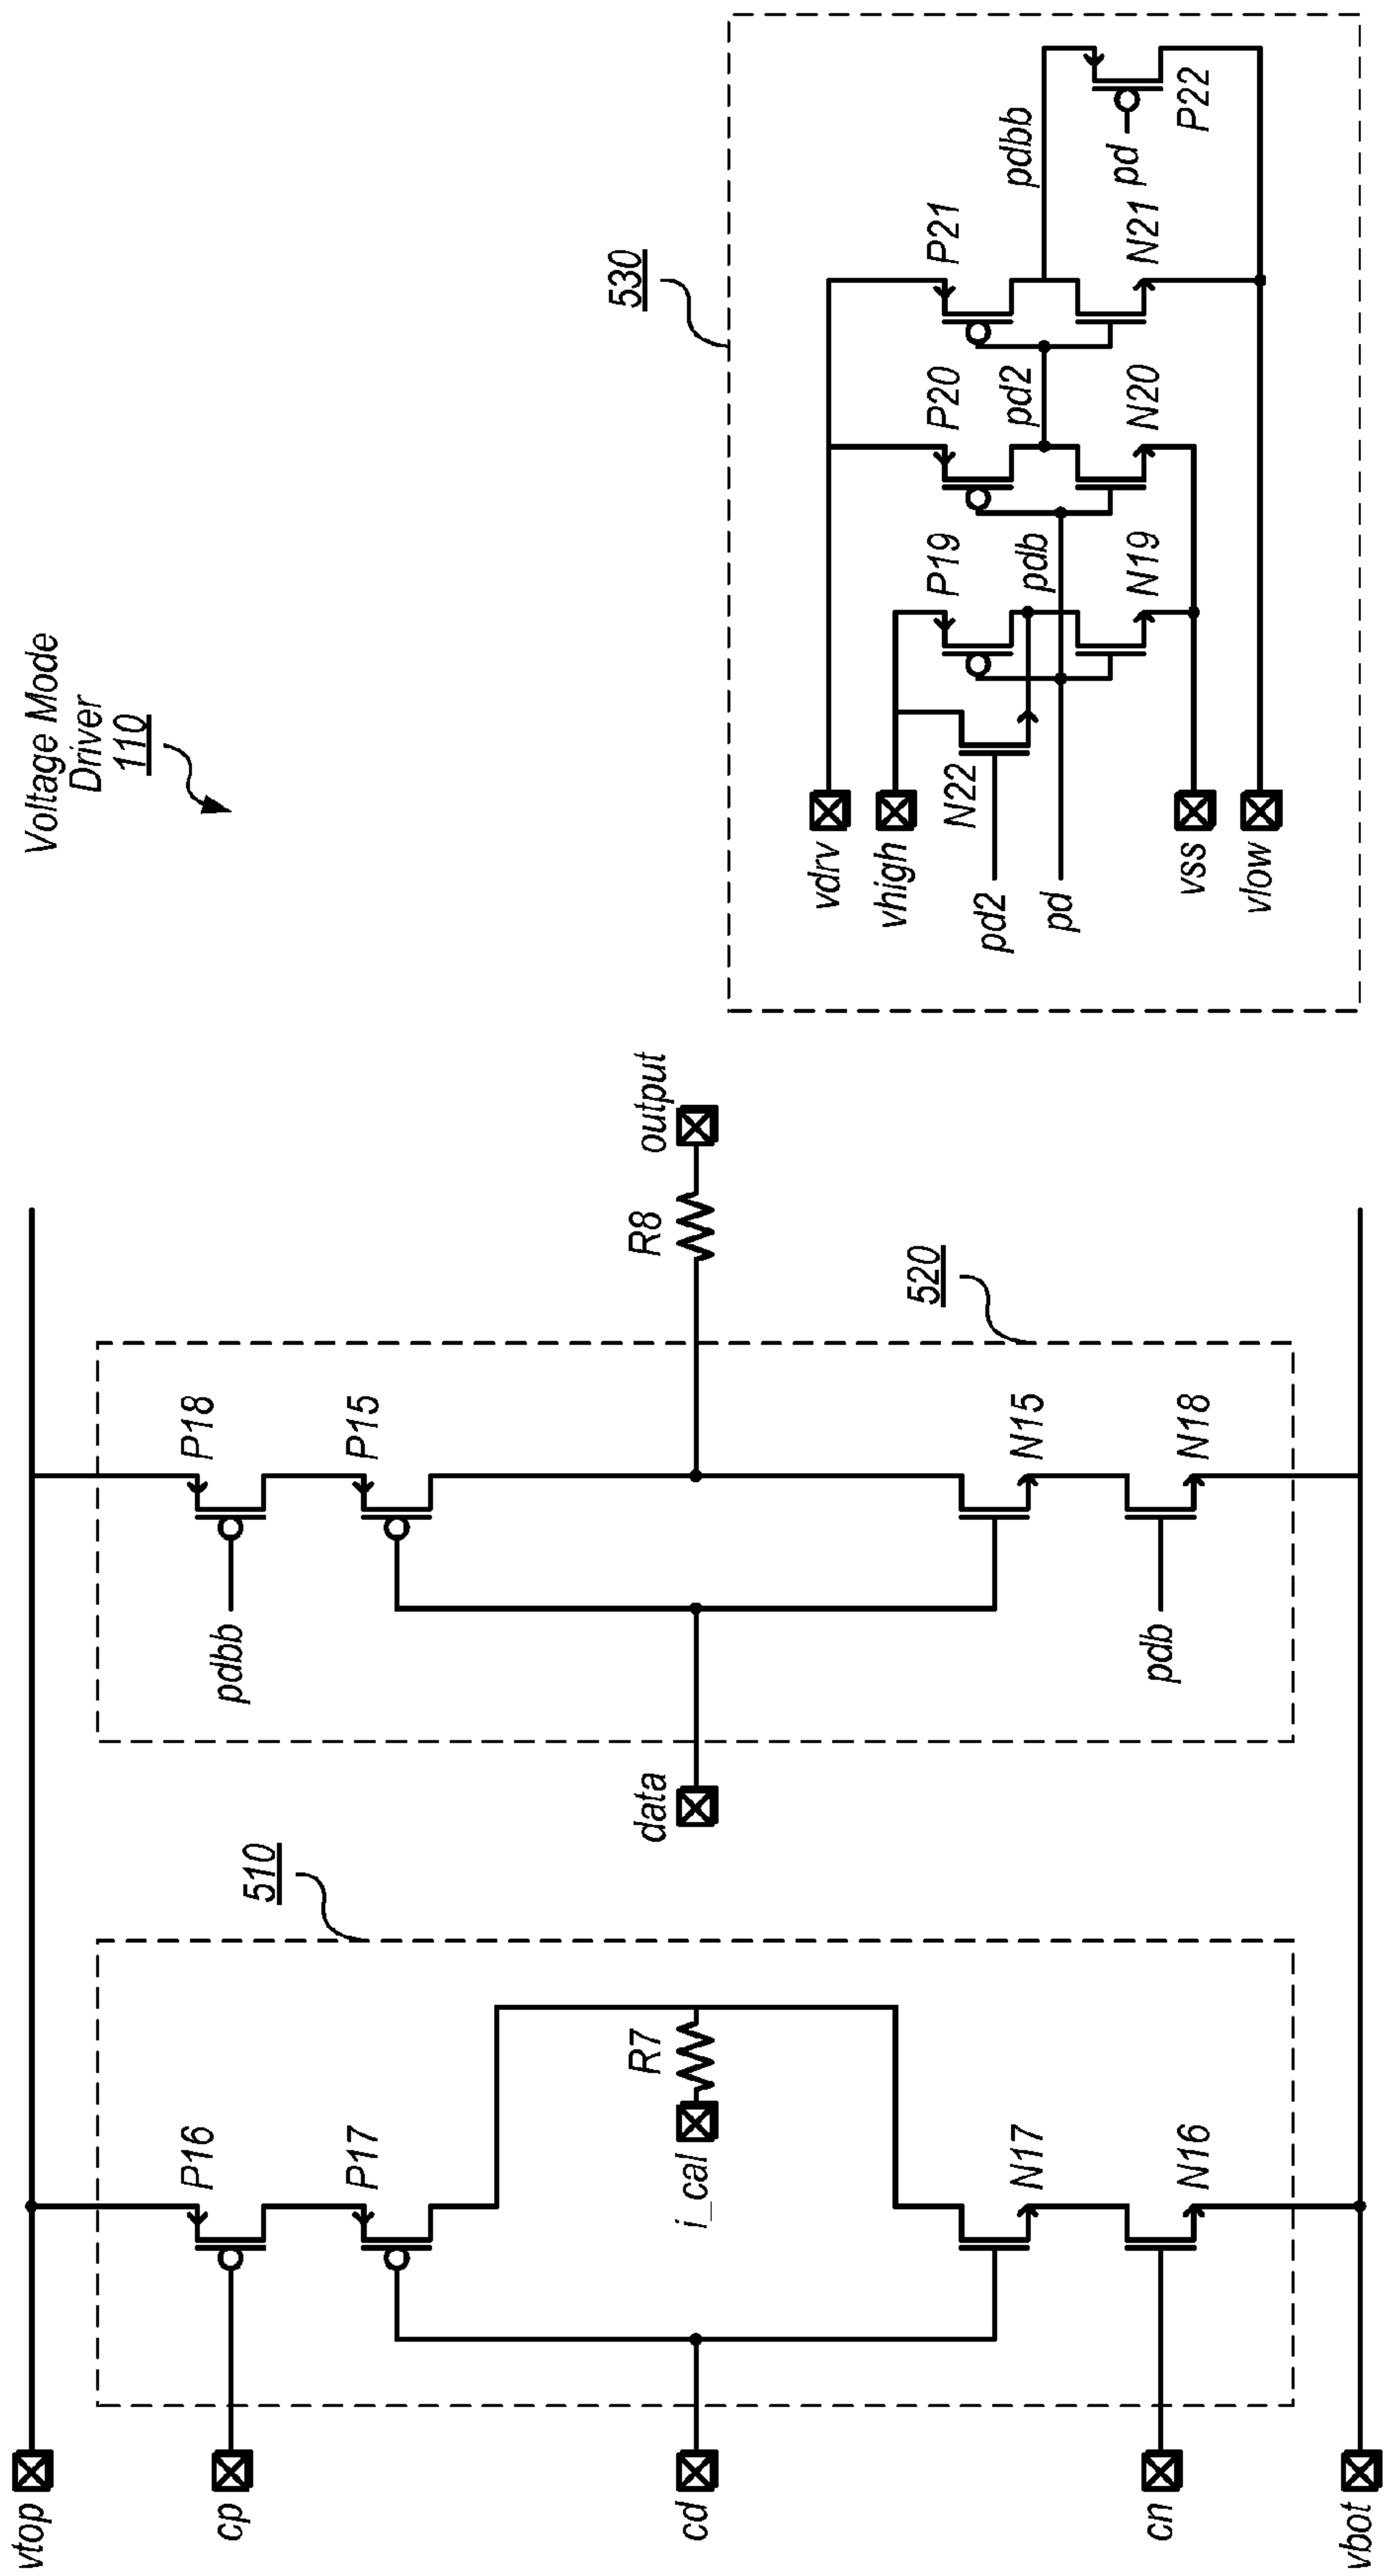 Voltage Mode
Driver
110
vtop
cp
cd
cn
vbot
510
P16
P17
R7
i_cal
N17
N16
data
520
P18
pdbb
P15
N15
N18
pdb
R8
output
530
vdrv
vhigh
pd2
pd
vss
vlow
N22
P19
pdb
N19
P20
pd2
N20
P21
N21
pdbb
pd
P22